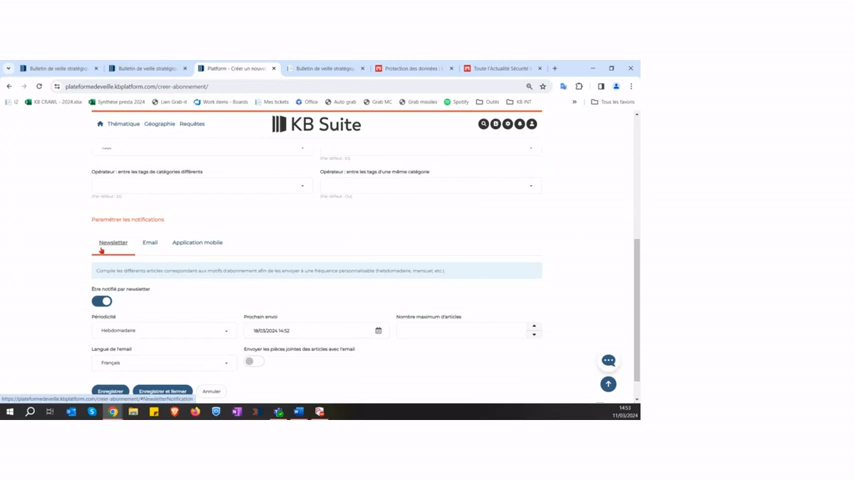 Bulletin de veille stratégiq
Bulletin de veille stratégiq
Platform - Créer un nouve
Bulletin de veille stratégiq
Protection des données :
Toute l'Actualité Sécurité
plateformedeveille.kbplatform.com/creer-abonnement/
KB CRAWL - 2024.xlsx
Synthèse presta 2024
Lien Grab-it
Work items - Boards
Mes tickets
Office
Auto grab
Grab MC
Grab miroiles
Spotify
Outils
KB INT
Tous les favoris
Thématique
Géographie
Requêtes
KB Suite
Opérateur : entre les tags de catégories différents
Opérateur : entre les tags d'une même catégorie
Paramétrer les notifications
Newsletter
Email
Application mobile
Compile les différents articles correspondant aux motifs d'abonnement afin de les envoyer à une fréquence personnalisable (hebdomadaire, mensuel, etc.).
Être notifié par newsletter
Périodicité
Prochain envoi
Nombre maximum d'articles
Hebdomadaire
18/03/2024 14:52
Langue de l'email
Envoyer les pièces jointes des articles avec l'email
Français
Enregistrer
Enregistrer et fermer
Annuler
https://plateformedeveille.kbplatform.com/creer-abonnement/#NewsletterNotification
14:53
11/03/2024